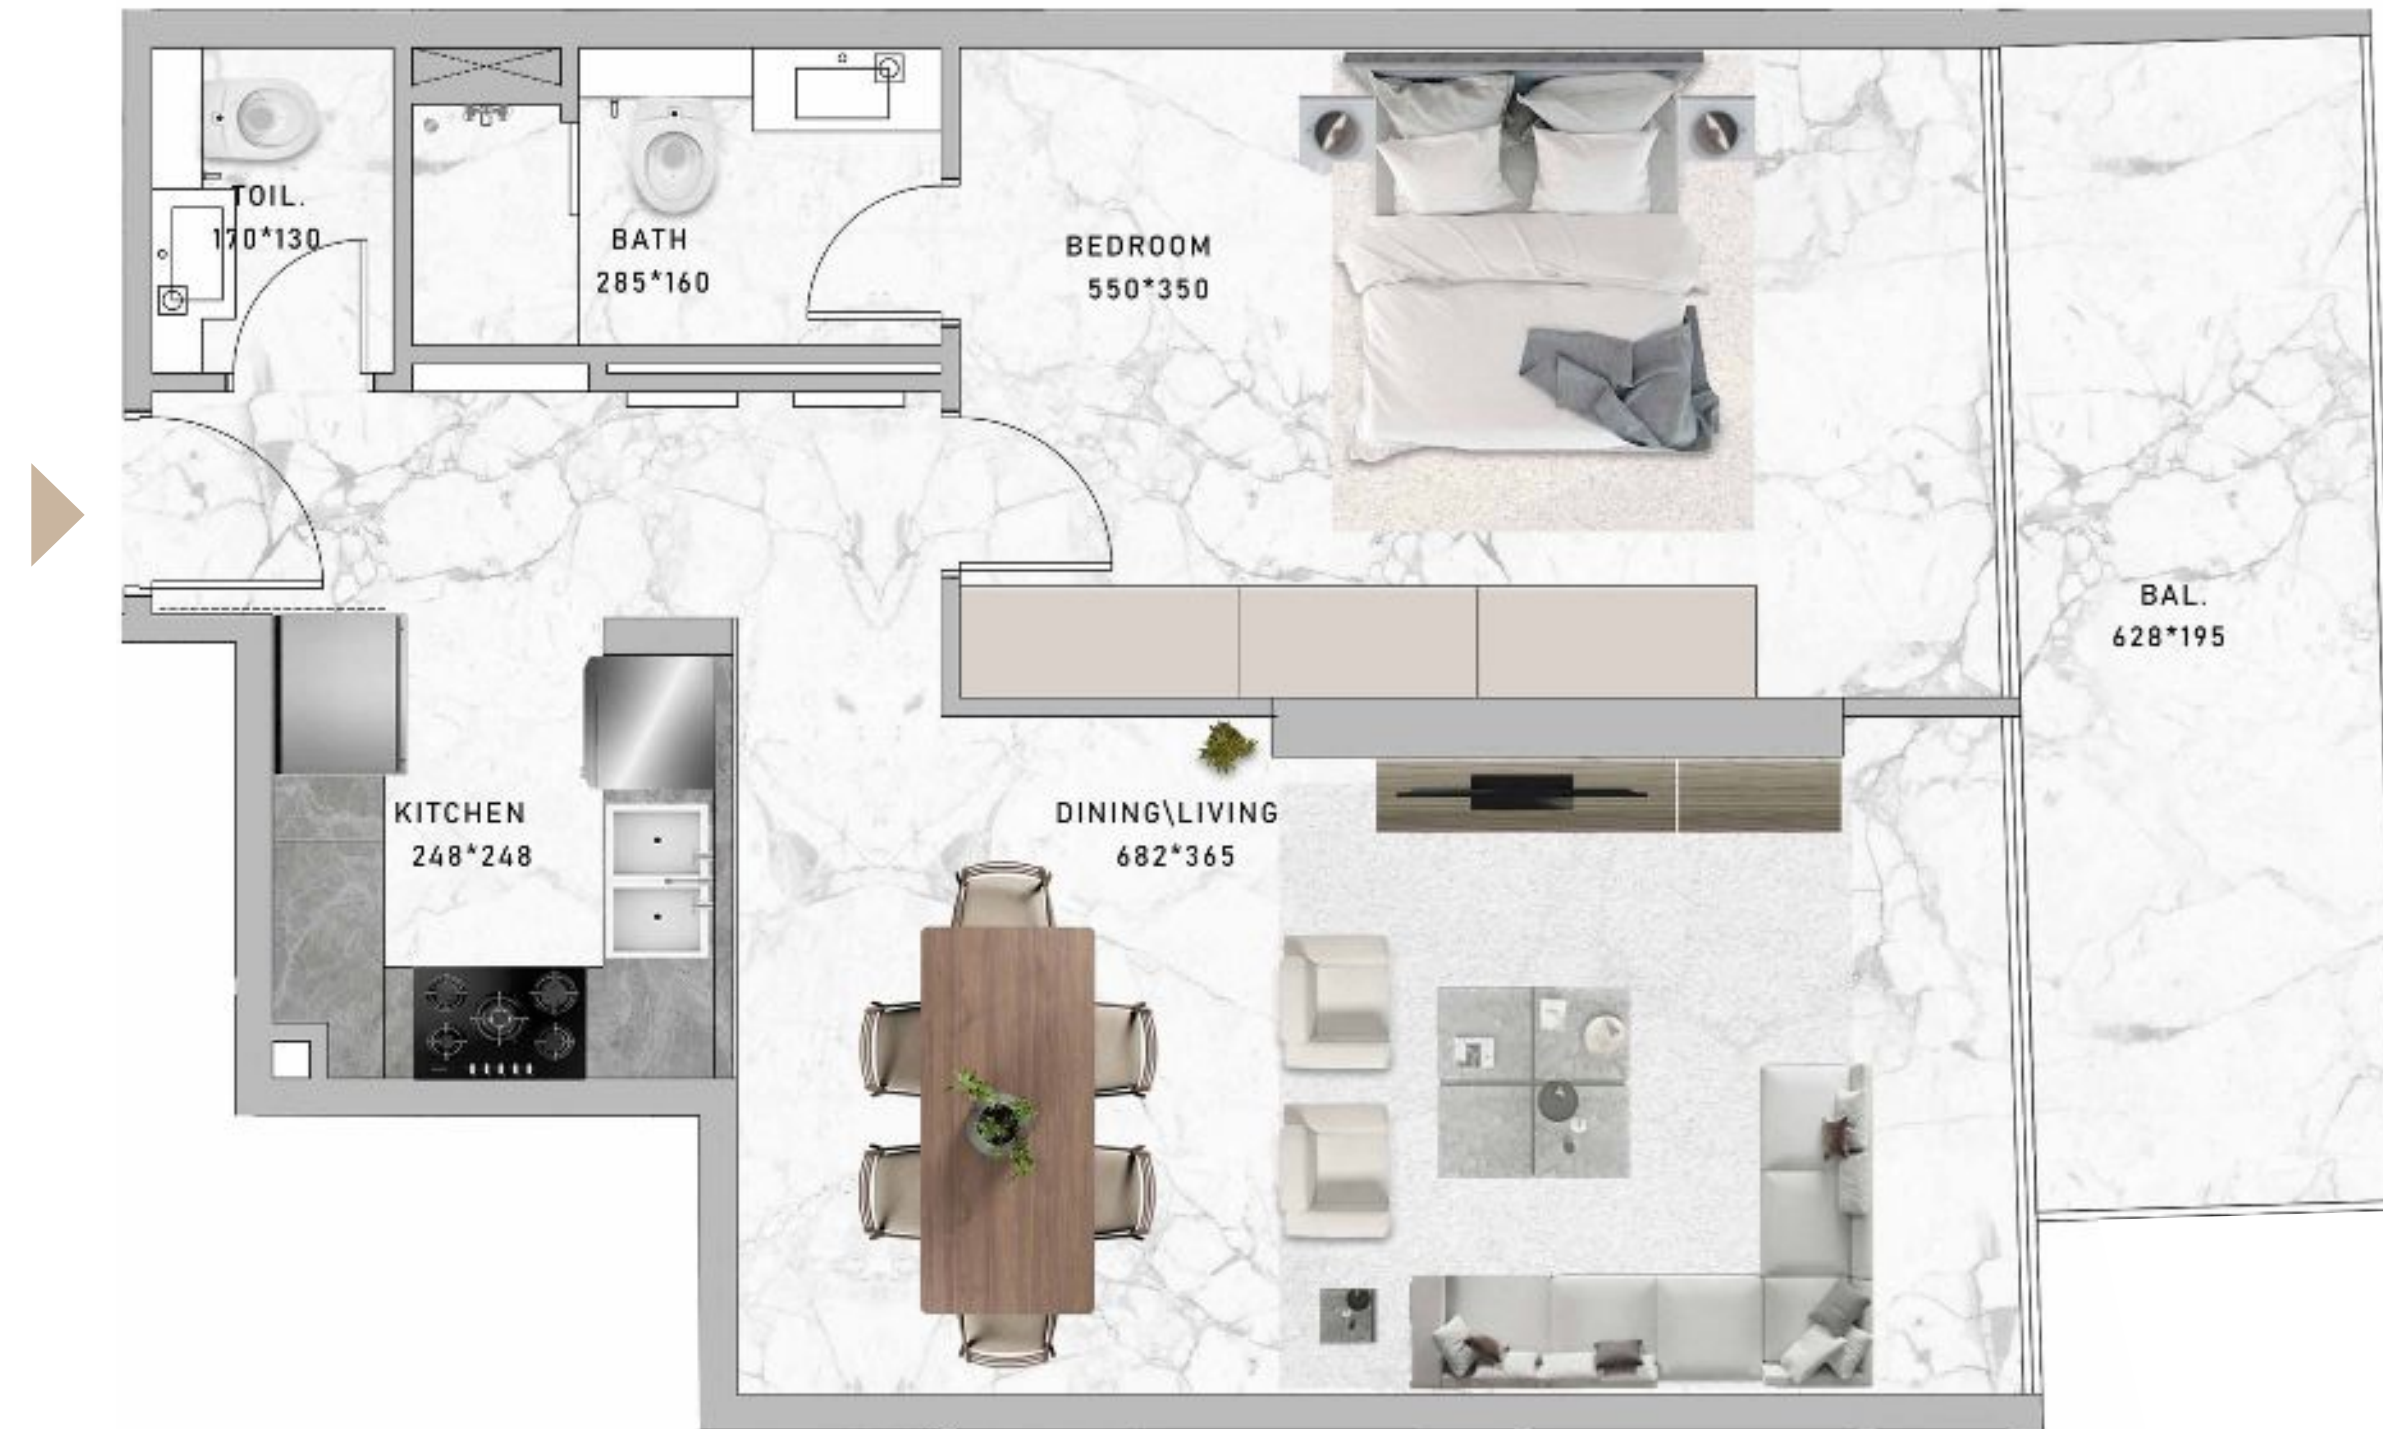 TOIL.
170*130
BATH
285*160
BEDROOM
550*350
BAL.
628*195
KITCHEN
248*248
DINING\LIVING
682*365